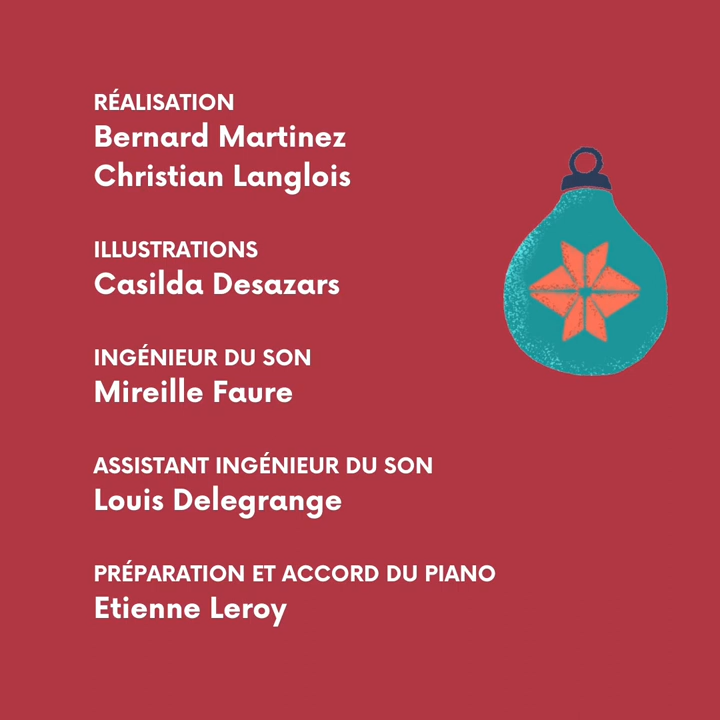 RÉALISATION
Bernard Martinez
Christian Langlois
ILLUSTRATIONS
Casilda Desazars
INGÉNIEUR DU SON
Mireille Faure
ASSISTANT INGÉNIEUR DU SON
Louis Delegrange
PRÉPARATION ET ACCORD DU PIANO
Etienne Leroy